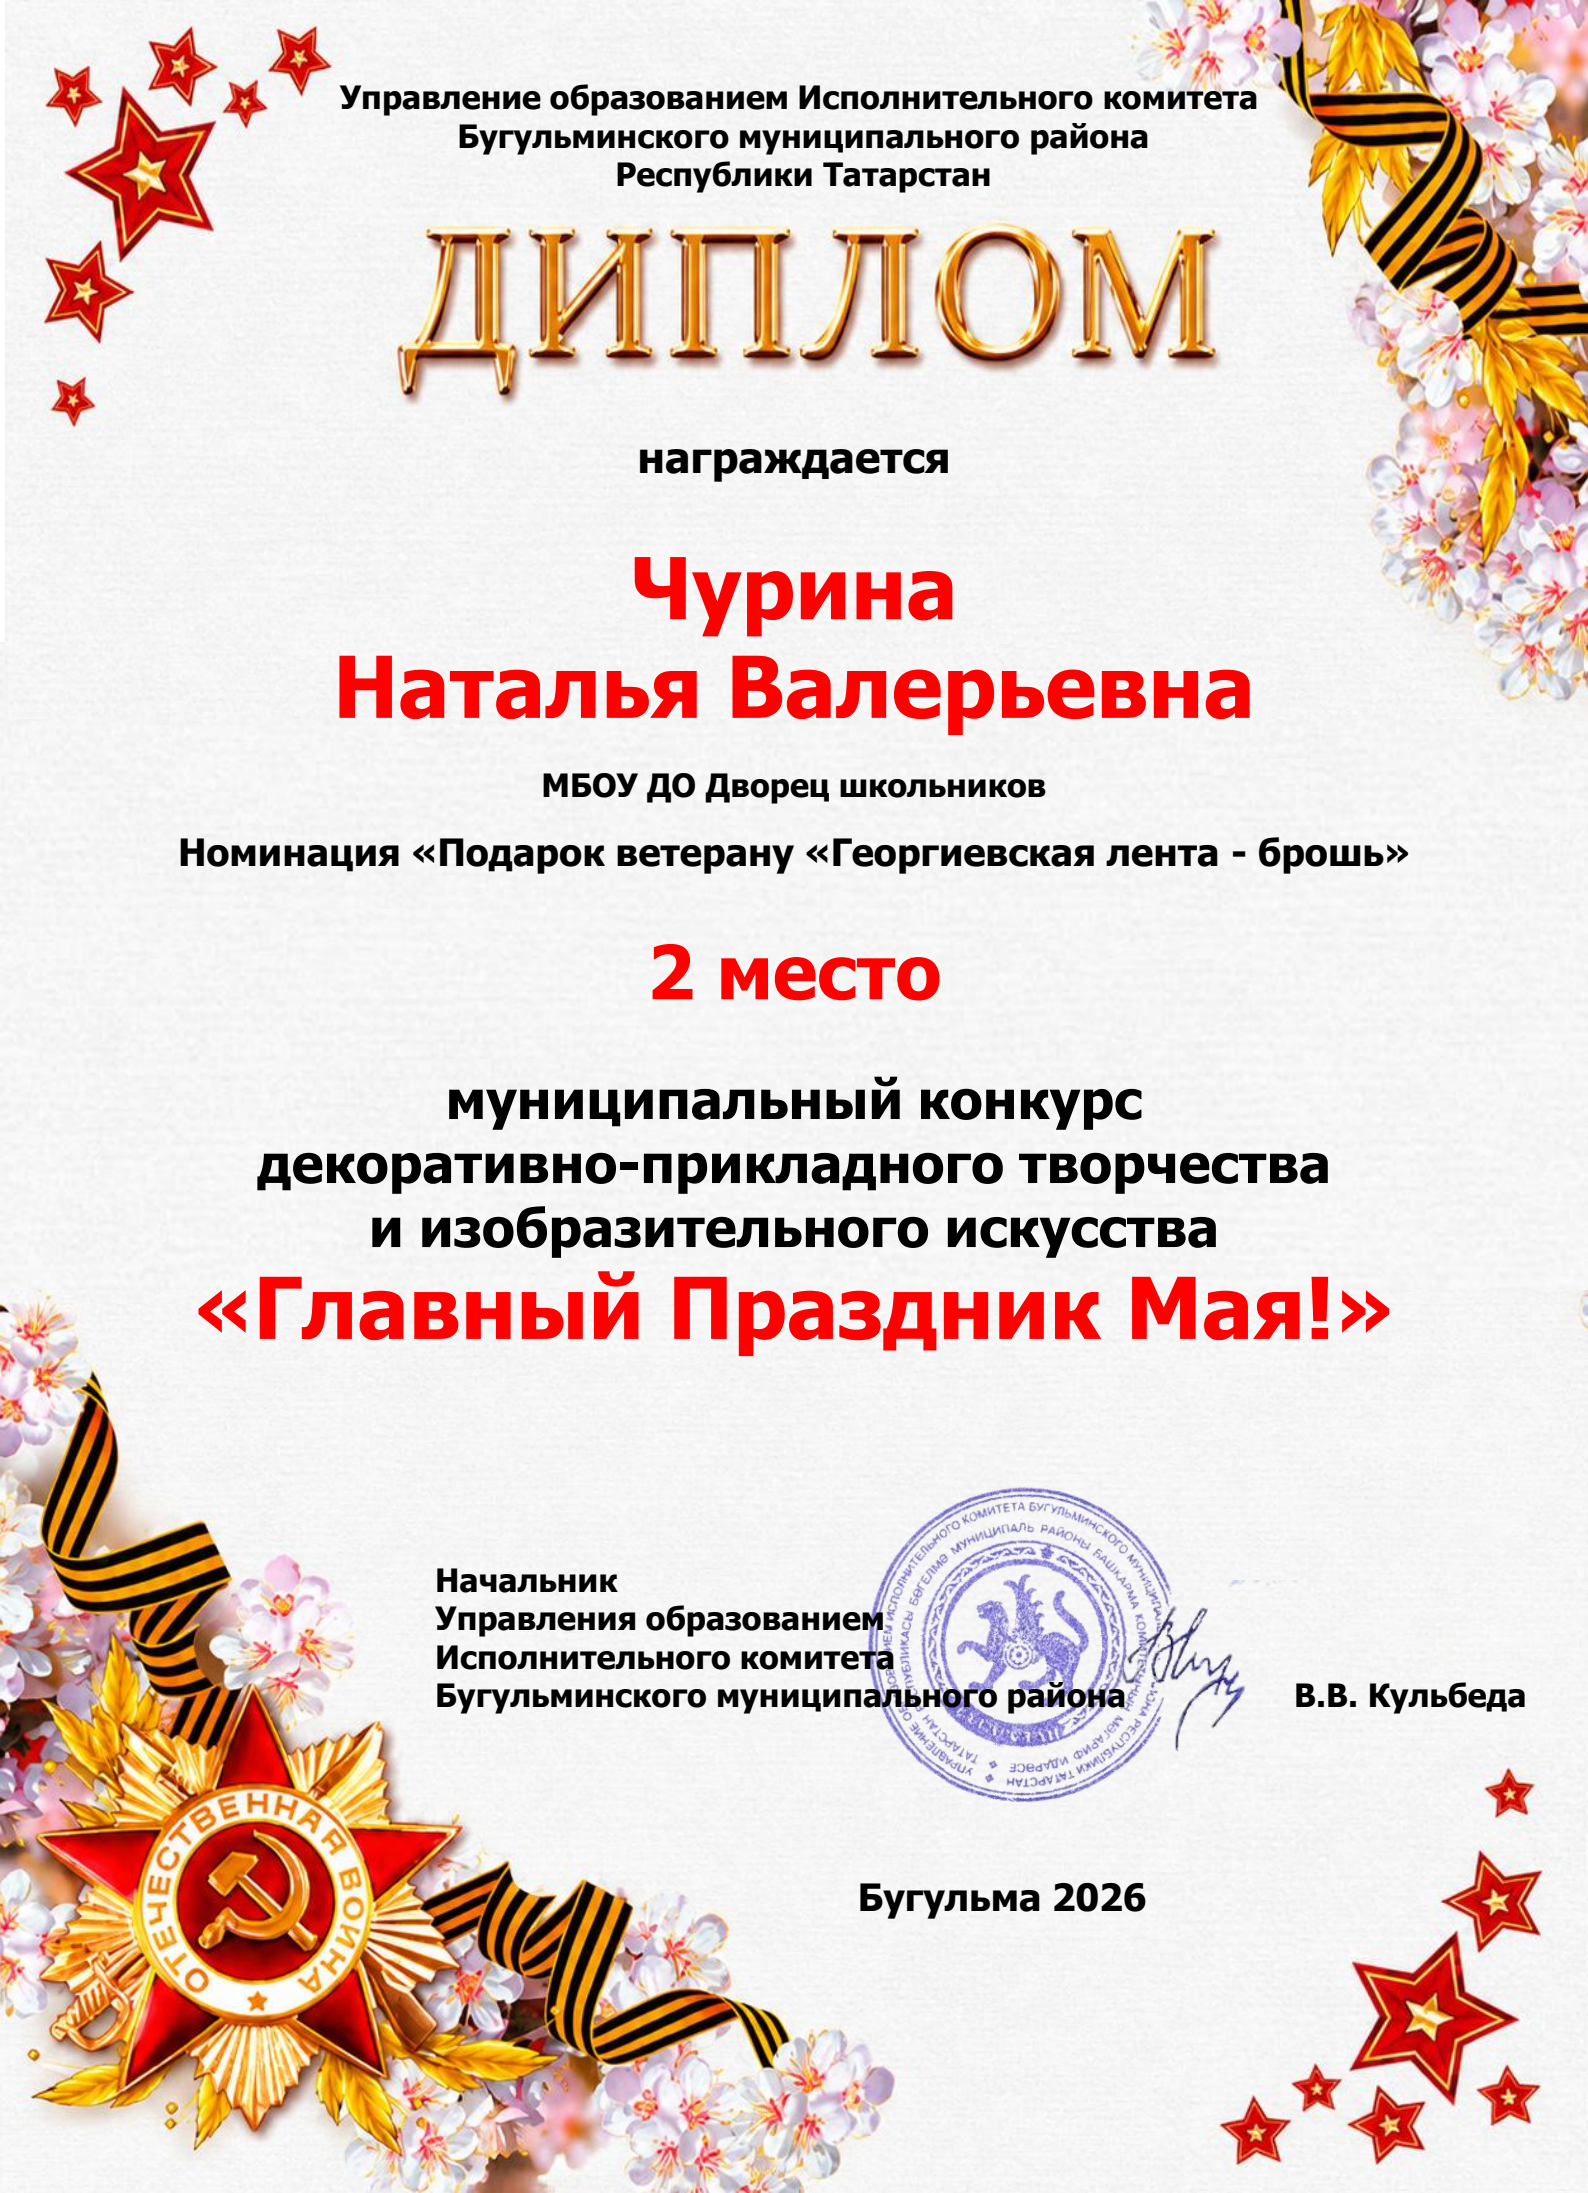 Управление образованием Исполнительного комитета
Бугульминского муниципального района
Республики Татарстан
ДИПЛОМ
награждается
Чурина
Наталья Валерьевна
МБОУ ДО Дворец школьников
Номинация «Подарок ветерану «Георгиевская лента - брошь»
2 место
муниципальный конкурс
декоративно-прикладного творчества
и изобразительного искусства
«Главный Праздник Мая!»
Начальник
Управления образованием
Исполнительного комитета
Бугульминского муниципального района
В.В. Кульбеда
ОТЕЧЕСТВЕННАЯ ВОЙНА
Бугульма 2026